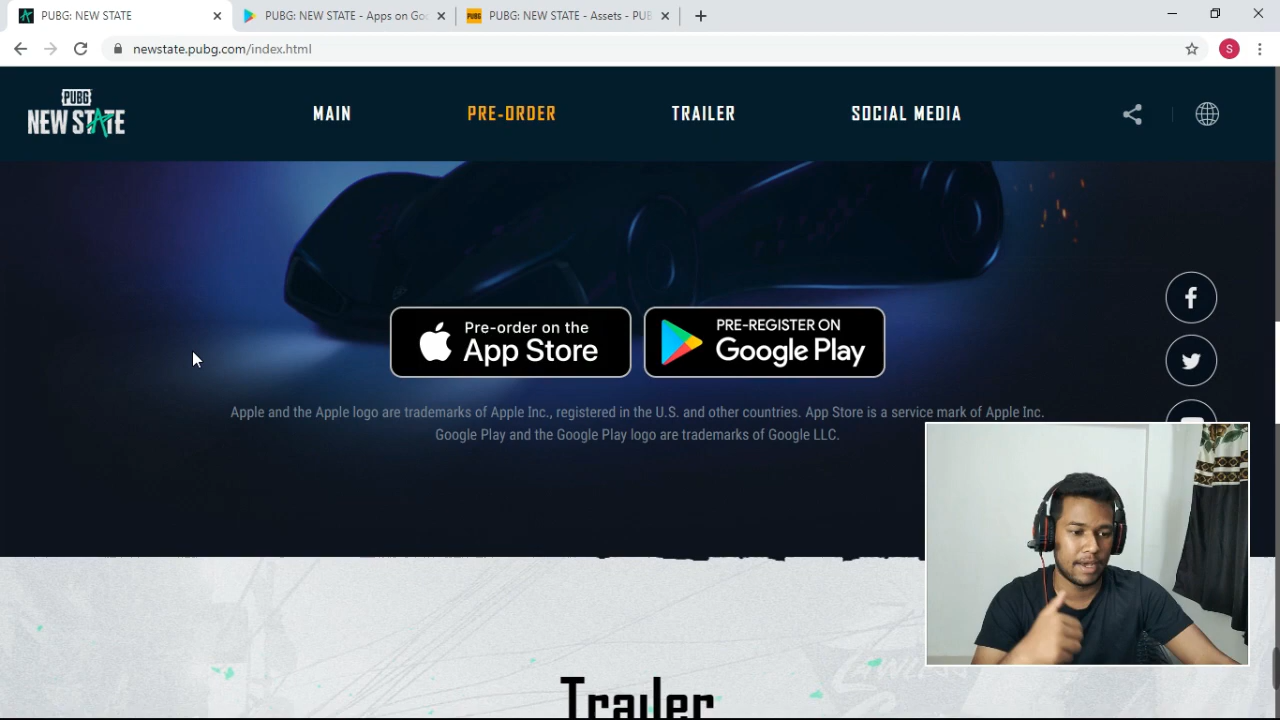 PUBG: NEW STATE
PUBG: NEW STATE - Apps on Goo
PUBG: NEW STATE - Assets - PUB
newstate.pubg.com/index.html
S
PUBG
NEW STATE
MAIN
PRE-ORDER
TRAILER
SOCIAL MEDIA
Pre-order on the
App Store
PRE-REGISTER ON
Google Play
Apple and the Apple logo are trademarks of Apple Inc., registered in the U.S. and other countries. App Store is a service mark of Apple Inc.
Google Play and the Google Play logo are trademarks of Google LLC.
Trailer